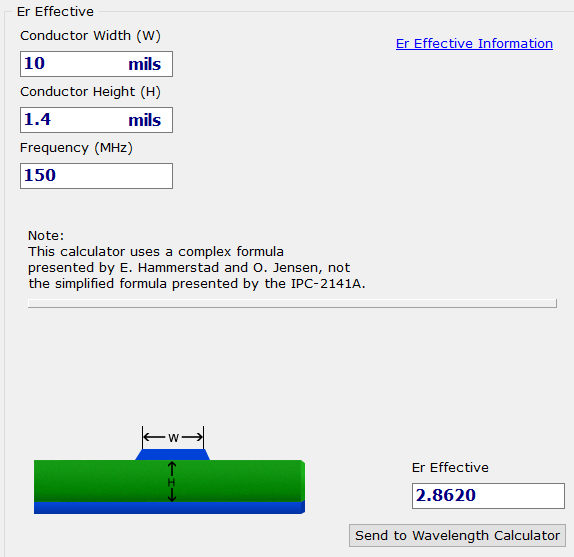 Er Effective
Conductor Width (W)
Er Effective Information
10 mils
Conductor Height (H)
1.4 mils
Frequency (MHz)
150
Note:
This calculator uses a complex formula
presented by E. Hammerstad and O. Jensen, not
the simplified formula presented by the IPC-2141A.
W
H
Er Effective
2.8620
Send to Wavelength Calculator